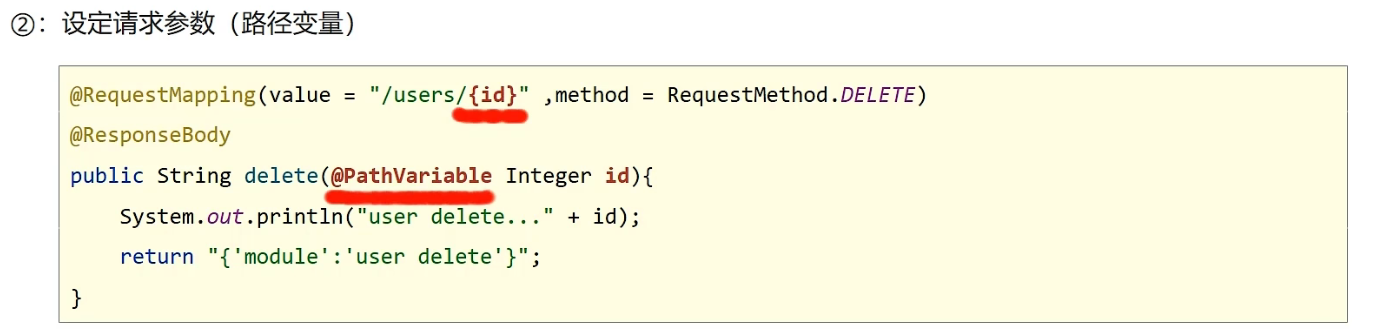 ②：设定请求参数（路径变量）
@RequestMapping(value = "/users/{id}" ,method = RequestMethod.DELETE)
@ResponseBody
public String delete(@PathVariable Integer id){
    System.out.println("user delete..." + id);
    return "{'module':'user delete'}";
}